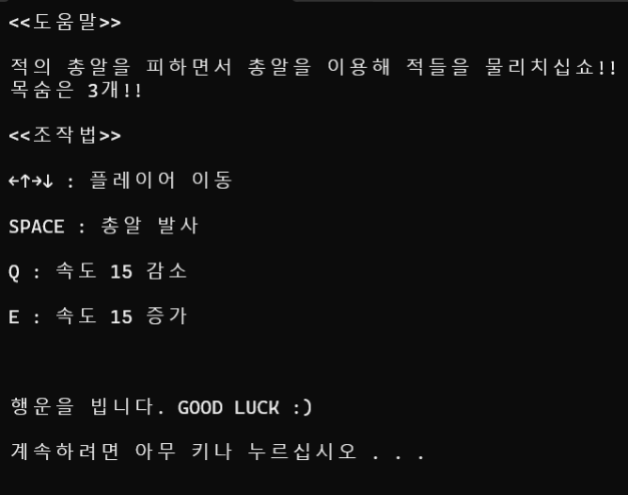 <<도움말>>
적의 총알을 피하면서 총알을 이용해 적들을 물리치십쇼!!
목숨은 3개!!
<<조작법>>
←↑→↓ : 플레이어 이동
SPACE : 총알 발사
Q : 속도 15 감소
E : 속도 15 증가
행운을 빕니다. GOOD LUCK :)
계속하려면 아무 키나 누르십시오 . . .